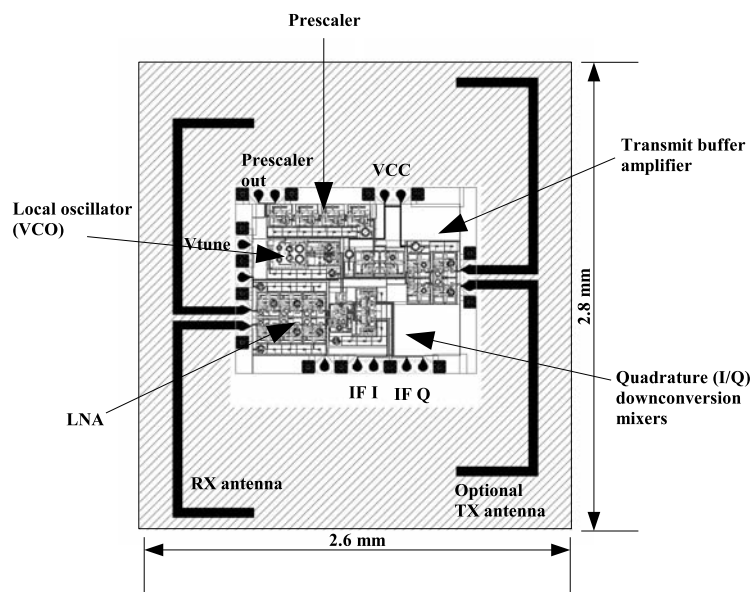 Prescaler
Transmit buffer
amplifier
Prescaler
out
VCC
Local oscillator
(VCO)
Vtune
2.8 mm
Quadrature (I/Q)
downconversion
mixers
IF I
IF Q
LNA
RX antenna
Optional
TX antenna
2.6 mm